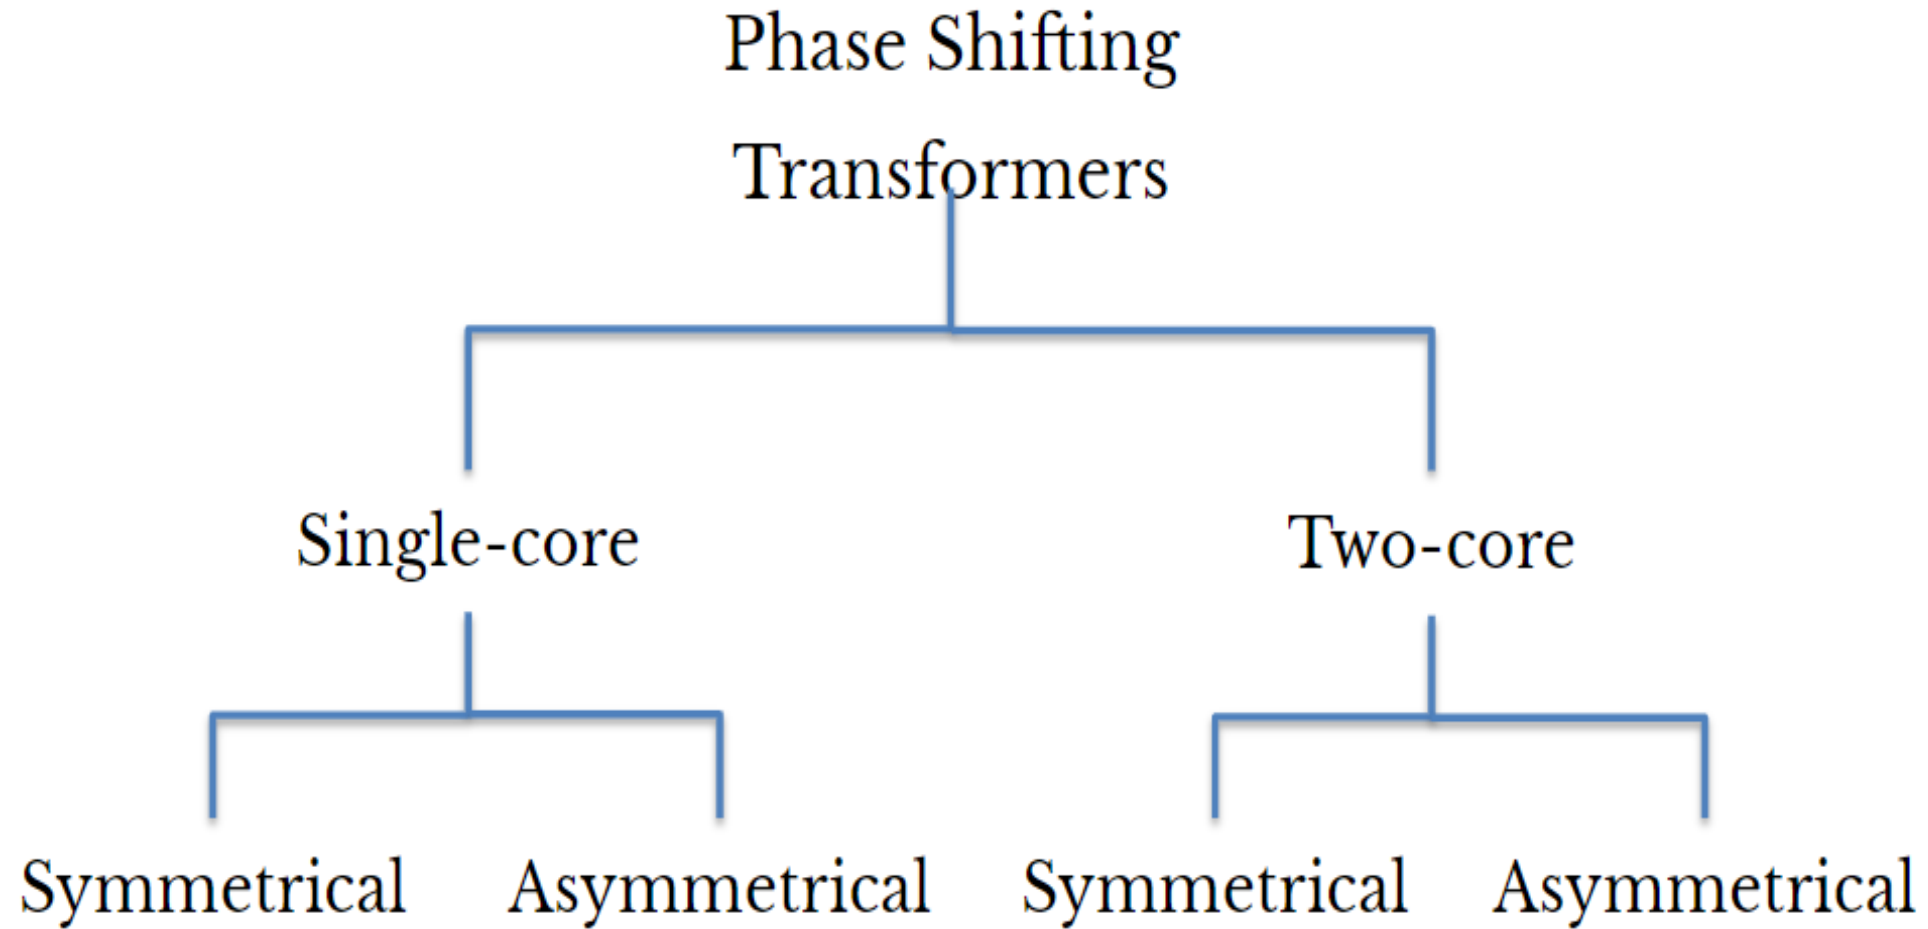 Phase Shifting
Transformers
Single-core
Two-core
Symmetrical
Asymmetrical
Symmetrical
Asymmetrical